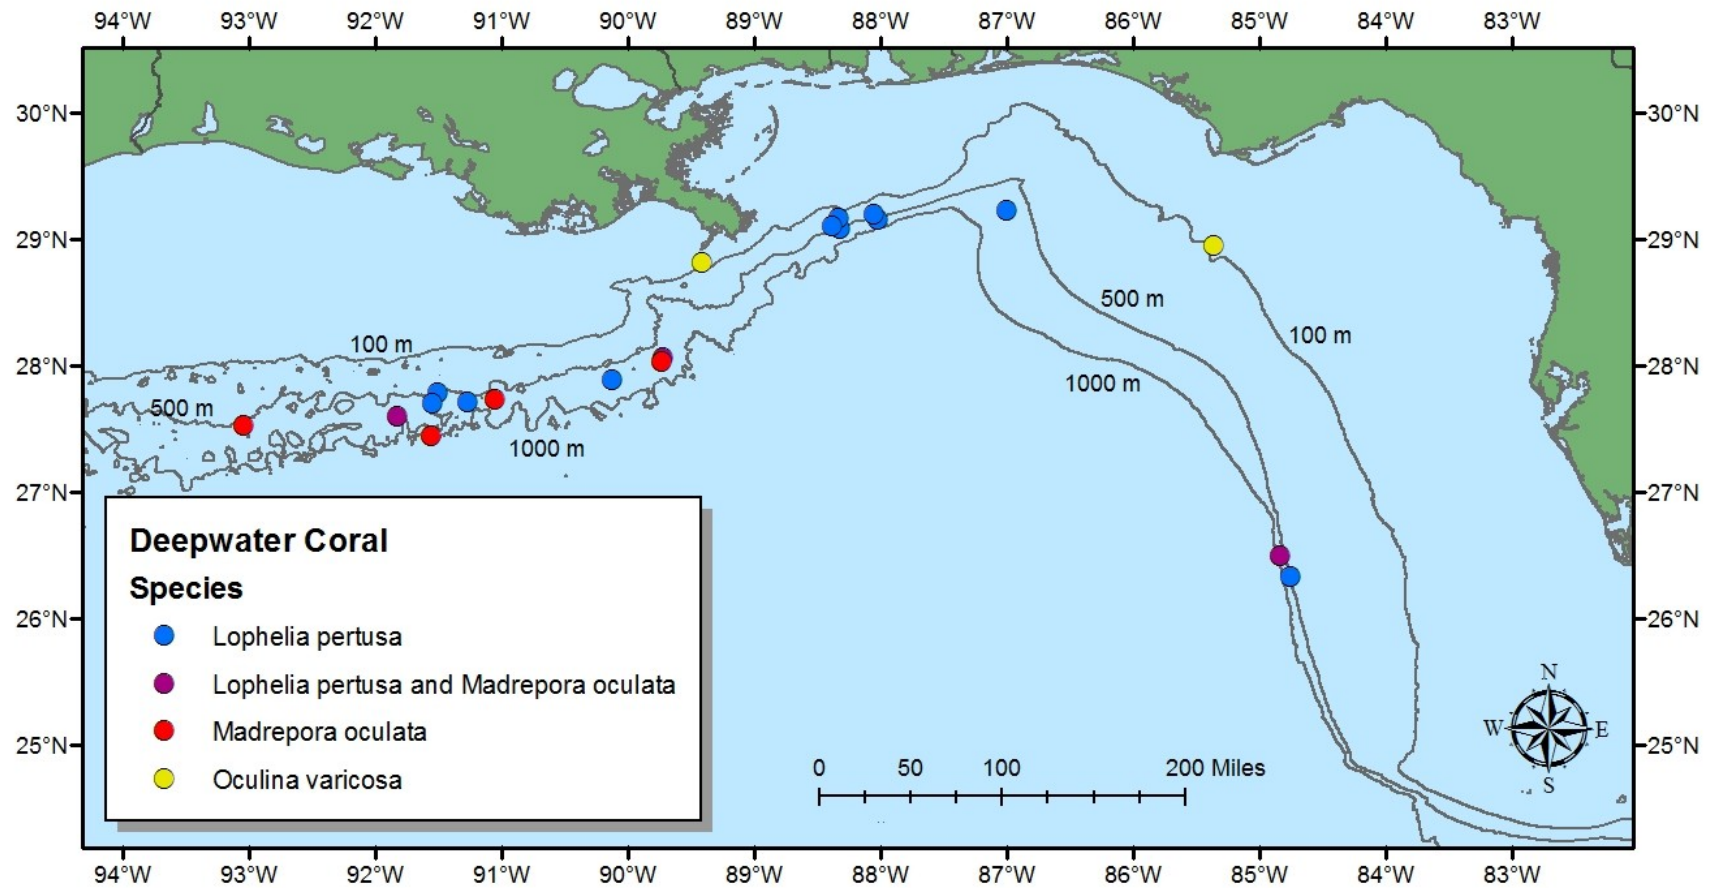 94°W 93°W 92°W 91°W 90°W 89°W 88°W 87°W 86°W 85°W 84°W 83°W
30°N 30°N
29°N 29°N
500 m
100 m
100 m
28°N 28°N
1000 m
500 m
1000 m
27°N 27°N
Deepwater Coral
Species
26°N 26°N
Lophelia pertusa
Lophelia pertusa and Madrepora oculata
N
Madrepora oculata
W E
25°N 25°N
0 50 100 200 Miles
S
Oculina varicosa
94°W 93°W 92°W 91°W 90°W 89°W 88°W 87°W 86°W 85°W 84°W 83°W